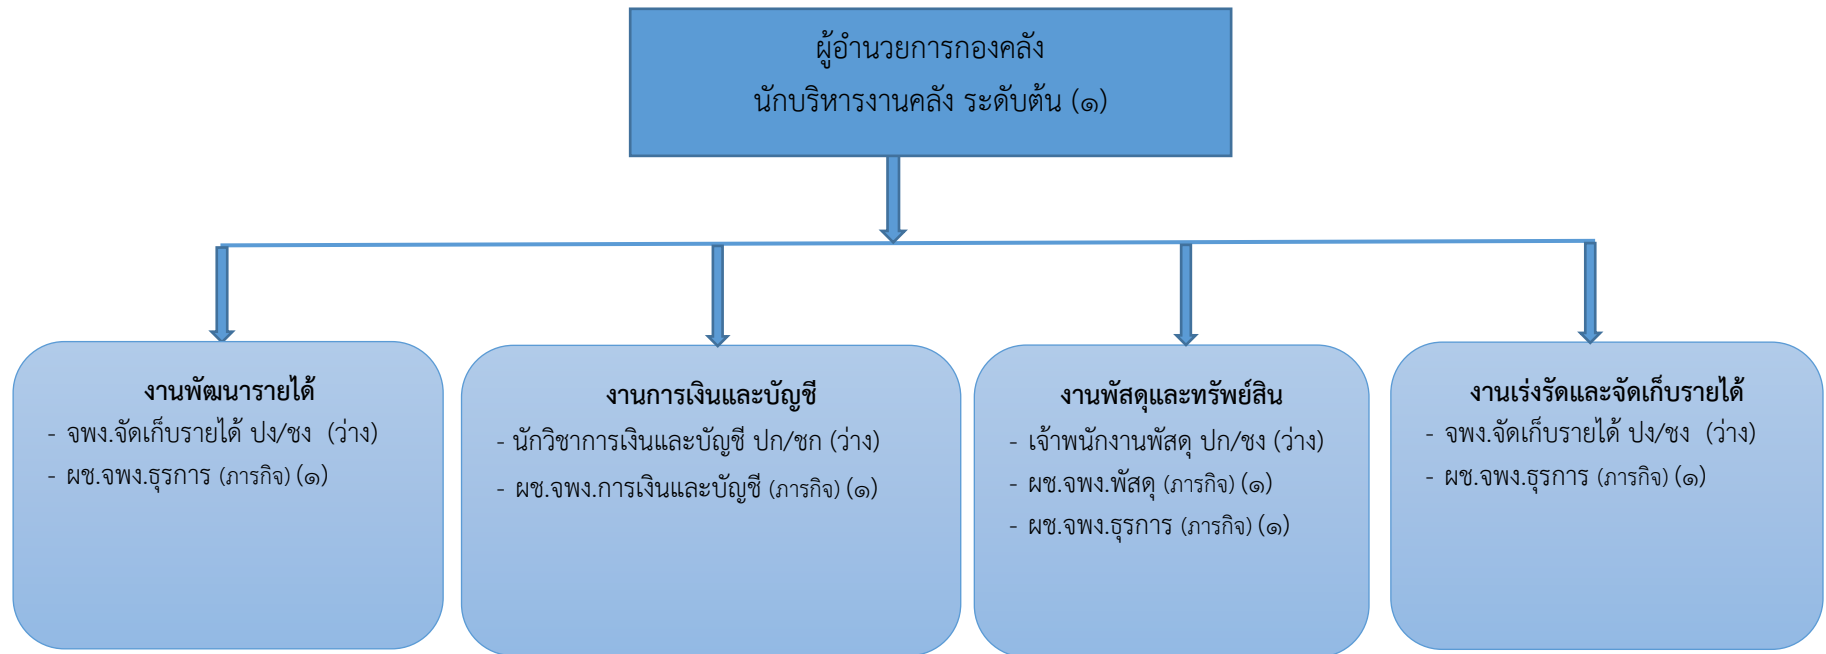 ผู้อำนวยการกองคลัง
นักบริหารงานคลัง ระดับต้น (๑)
งานพัฒนารายได้
- จพง.จัดเก็บรายได้ ปง/ชง (ว่าง)
- ผช.จพง.ธุรการ (ภารกิจ) (๑)
งานการเงินและบัญชี
- นักวิชาการเงินและบัญชี ปก/ชก (ว่าง)
- ผช.จพง.การเงินและบัญชี (ภารกิจ) (๑)
งานพัสดุและทรัพย์สิน
- เจ้าพนักงานพัสดุ ปก/ชง (ว่าง)
- ผช.จพง.พัสดุ (ภารกิจ) (๑)
- ผช.จพง.ธุรการ (ภารกิจ) (๑)
งานเร่งรัดและจัดเก็บรายได้
- จพง.จัดเก็บรายได้ ปง/ชง (ว่าง)
- ผช.จพง.ธุรการ (ภารกิจ) (๑)